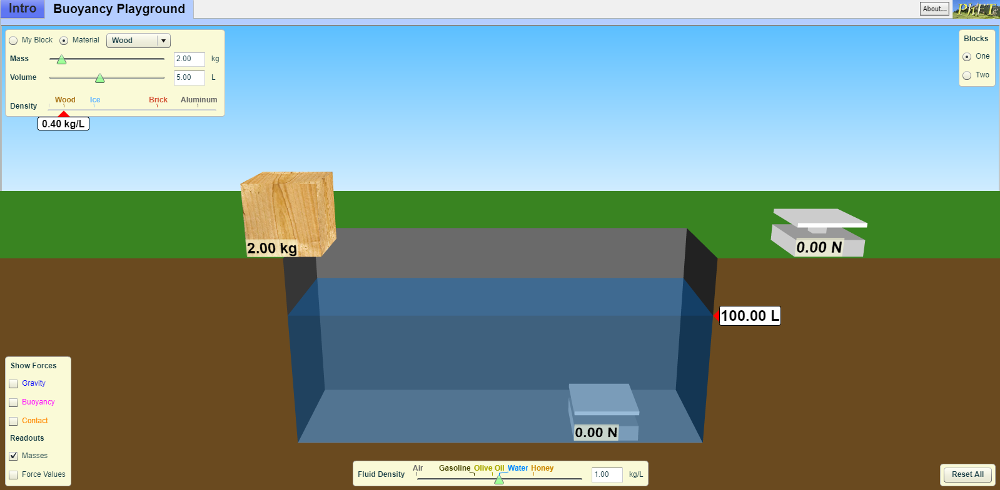 Intro
Buoyancy Playground
About...
PhET
My Block
Material
Wood
Mass
2.00
kg
Volume
5.00
L
Wood
Ice
Brick
Aluminum
Density
0.40 kg/L
Blocks
One
Two
2.00 kg
0.00 N
100.00 L
0.00 N
Show Forces
Gravity
Buoyancy
Contact
Readouts
Masses
Force Values
Air
Gasoline
Olive Oil
Water
Honey
Fluid Density
1.00
kg/L
Reset All